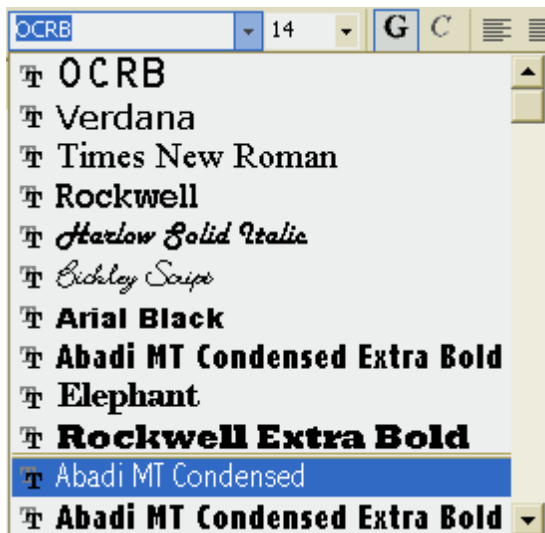 OCRB 14 G C
OCRB
Verdana
Times New Roman
Rockwell
Harlow Solid Italic
Bickley Script
Arial Black
Abadi MT Condensed Extra Bold
Elephant
Rockwell Extra Bold
Abadi MT Condensed
Abadi MT Condensed Extra Bold